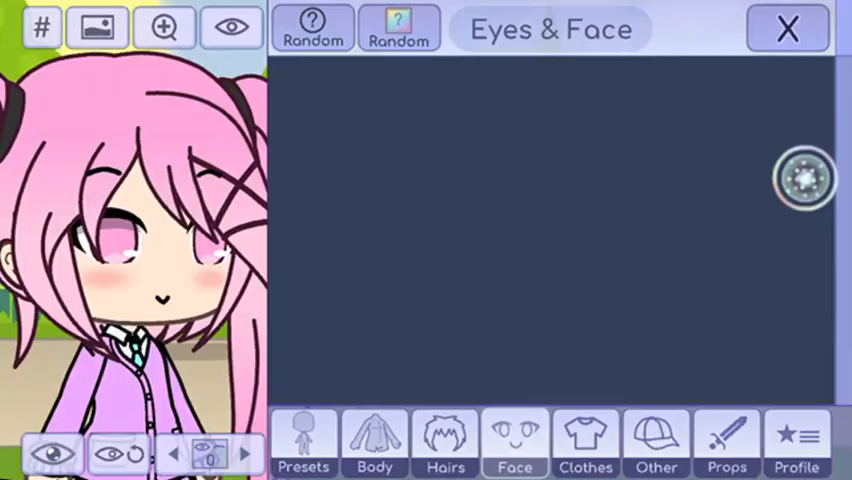 #
? Random
? Random
Eyes & Face
X
0
Presets
Body
Hairs
Face
Clothes
Other
Props
Profile